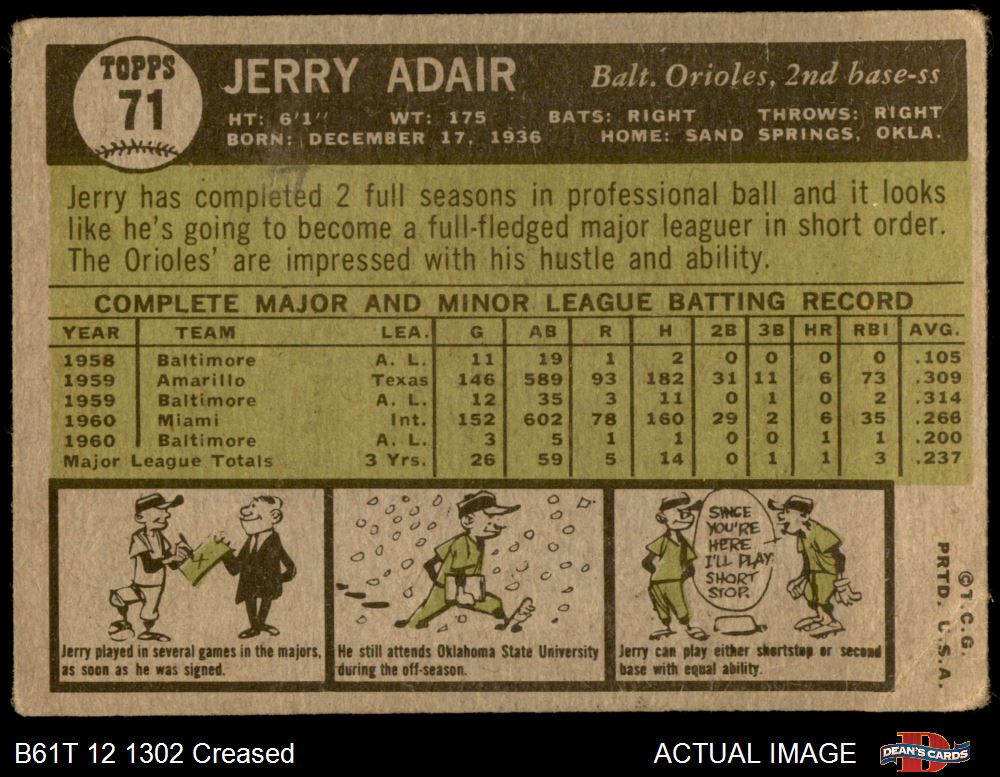 TOPPS
71
JERRY ADAIR
Balt. Orioles, 2nd base-ss
HT: 6'1" WT: 175 BATS: RIGHT THROWS: RIGHT
BORN: DECEMBER 17, 1936 HOME: SAND SPRINGS, OKLA.
Jerry has completed 2 full seasons in professional ball and it looks
like he's going to become a full-fledged major leaguer in short order.
The Orioles' are impressed with his hustle and ability.
COMPLETE MAJOR AND MINOR LEAGUE BATTING RECORD
YEAR TEAM LEA. G AB R H 2B 3B HR RBI AVG.
1958 Baltimore A. L. 11 19 1 2 0 0 0 0 .105
1959 Amarillo Texas 146 589 93 182 31 11 6 73 .309
1959 Baltimore A. L. 12 35 3 11 0 1 0 2 .314
1960 Miami Int. 152 602 78 160 29 2 6 35 .266
1960 Baltimore A. L. 3 5 1 1 0 0 1 1 .200
Major League Totals 3 Yrs. 26 59 5 14 0 1 1 3 .237
Jerry played in several games in the majors,
as soon as he was signed.
He still attends Oklahoma State University
during the off-season.
SINCE
YOU'RE
HERE
I'LL PLAY
SHORT
STOP.
Jerry can play either shortstop or second
base with equal ability.
©T.C.G.
PRTD. U.S.A.
B61T 12 1302 Creased
ACTUAL IMAGE
DEAN'S CARDS